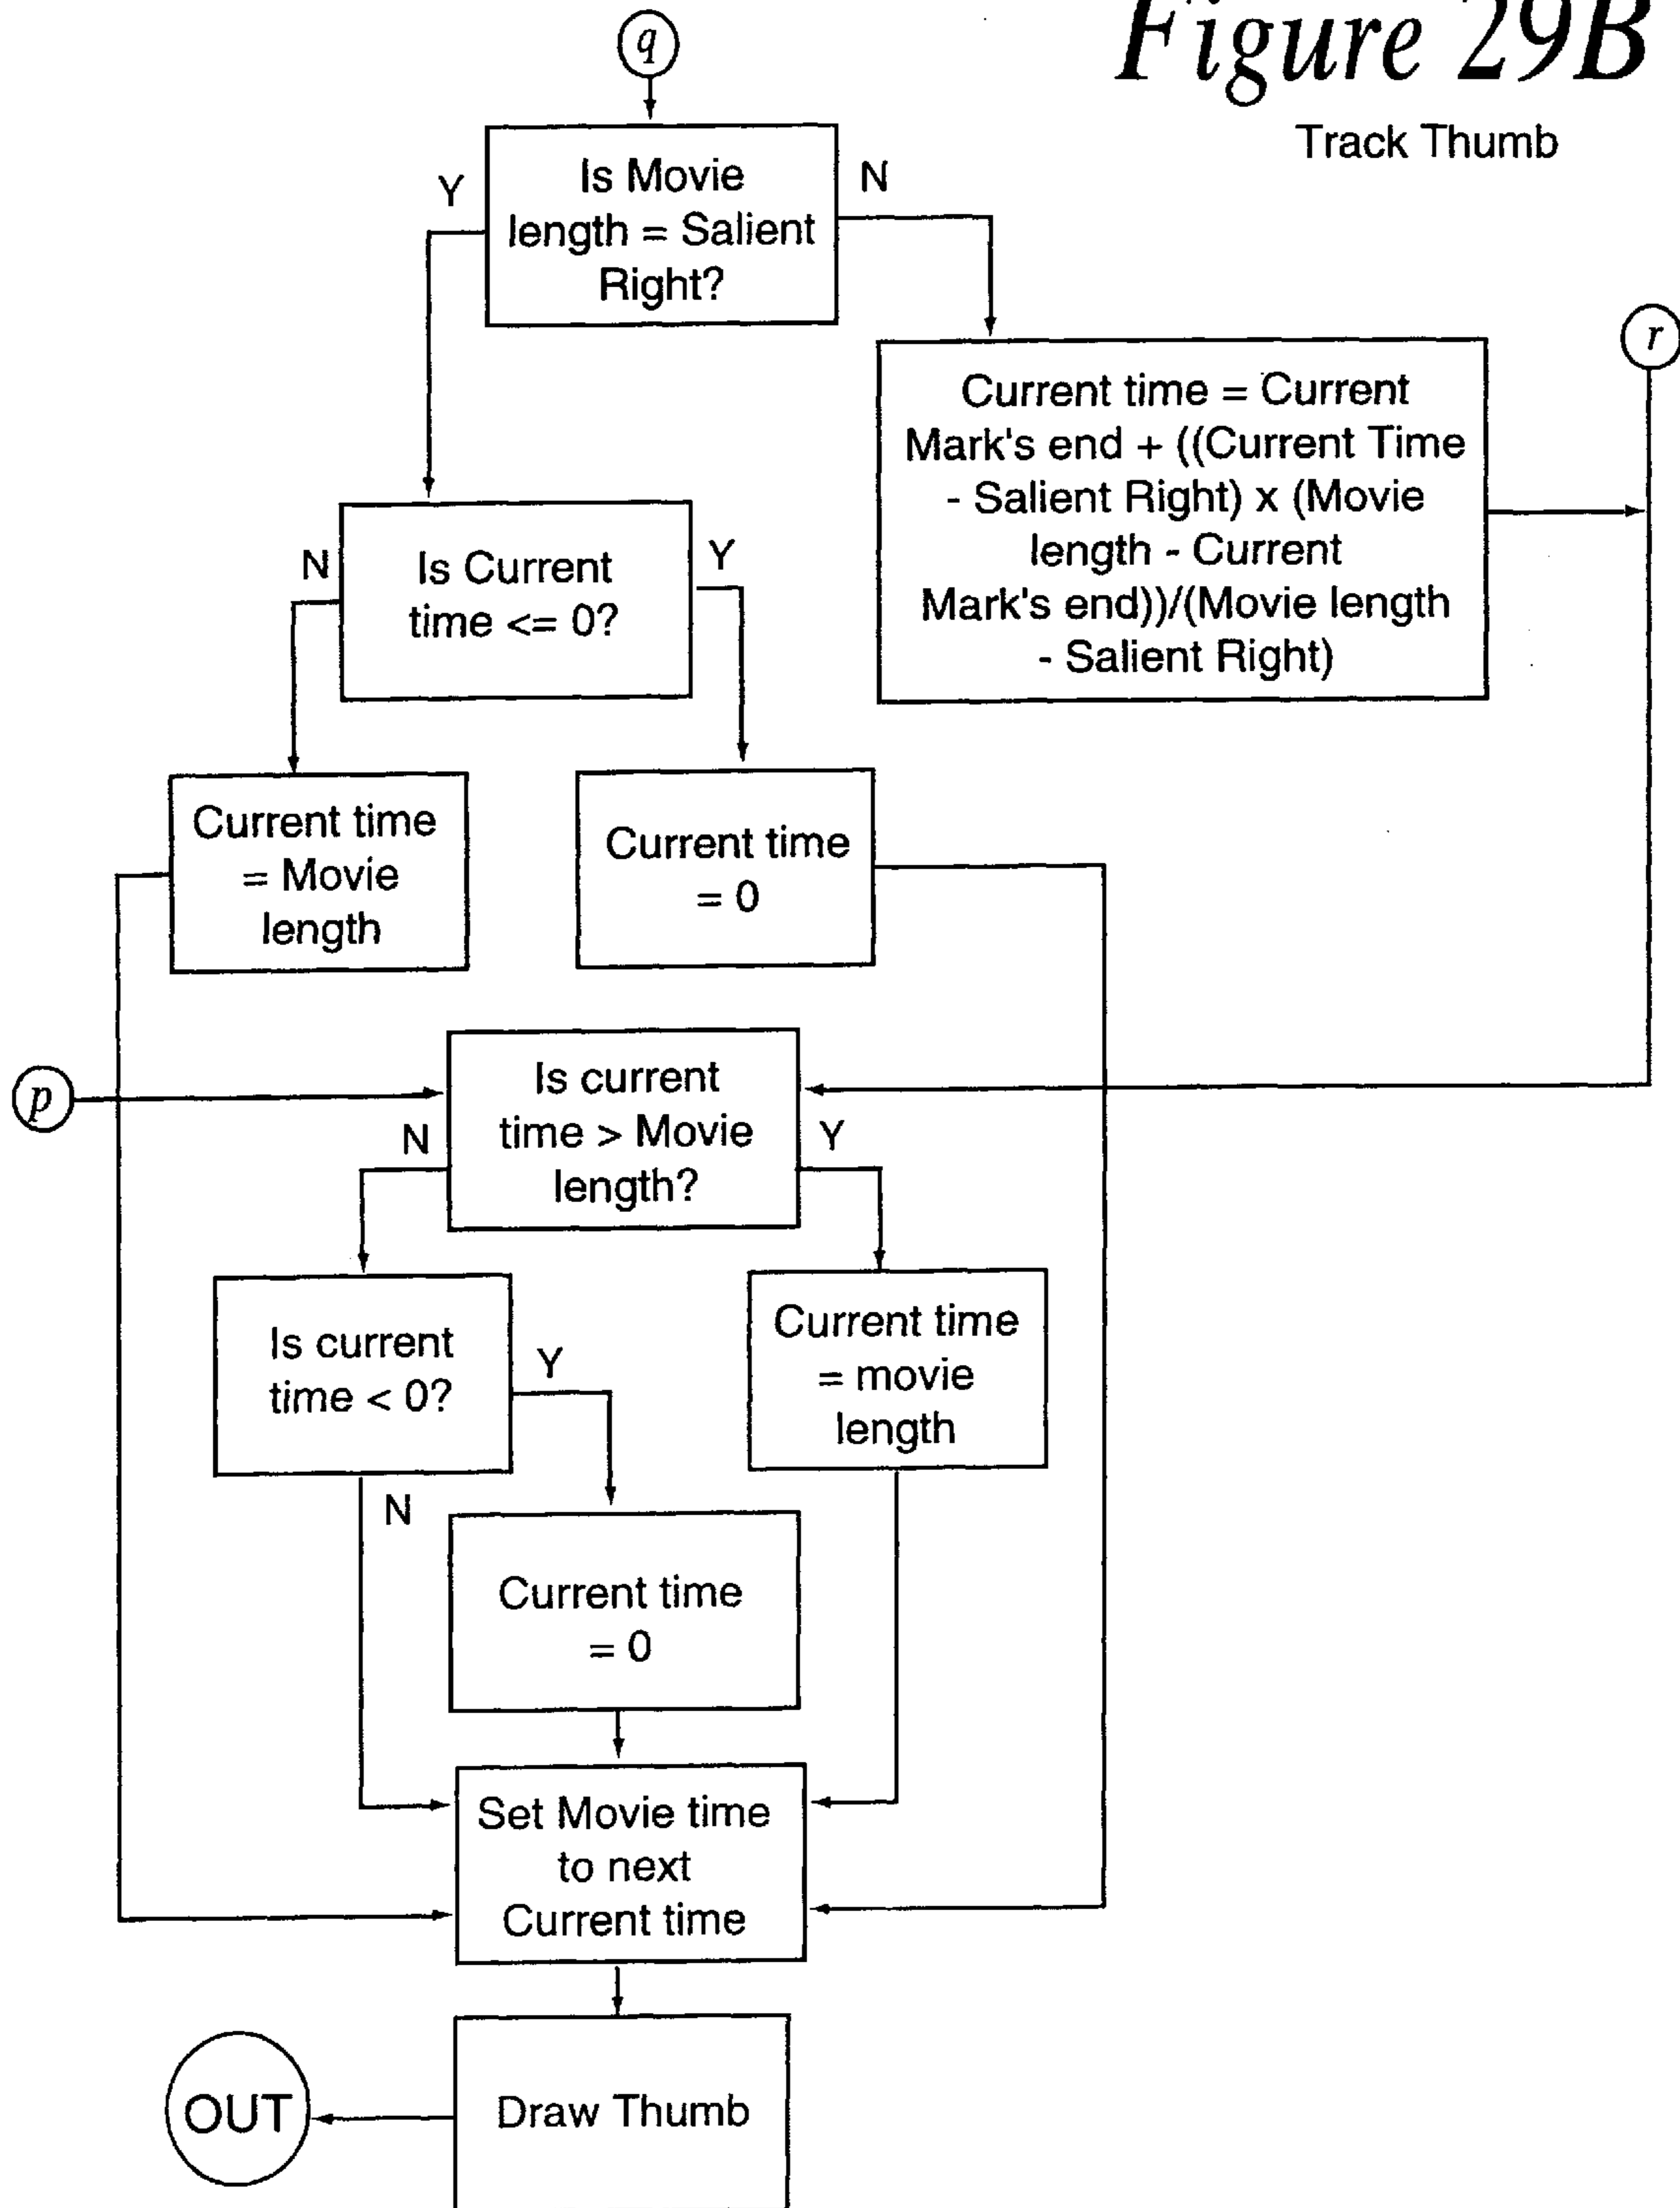 Figure 29B
Track Thumb
q
Is Movie
length = Salient
Right?
Y
N
r
Current time = Current
Mark's end + ((Current Time
- Salient Right) x (Movie
length - Current
Mark's end))/(Movie length
- Salient Right)
Is Current
time <= 0?
N
Y
Current time
= Movie
length
Current time
= 0
p
Is current
time > Movie
length?
N
Y
Is current
time < 0?
Y
N
Current time
= movie
length
Current time
= 0
Set Movie time
to next
Current time
Draw Thumb
OUT